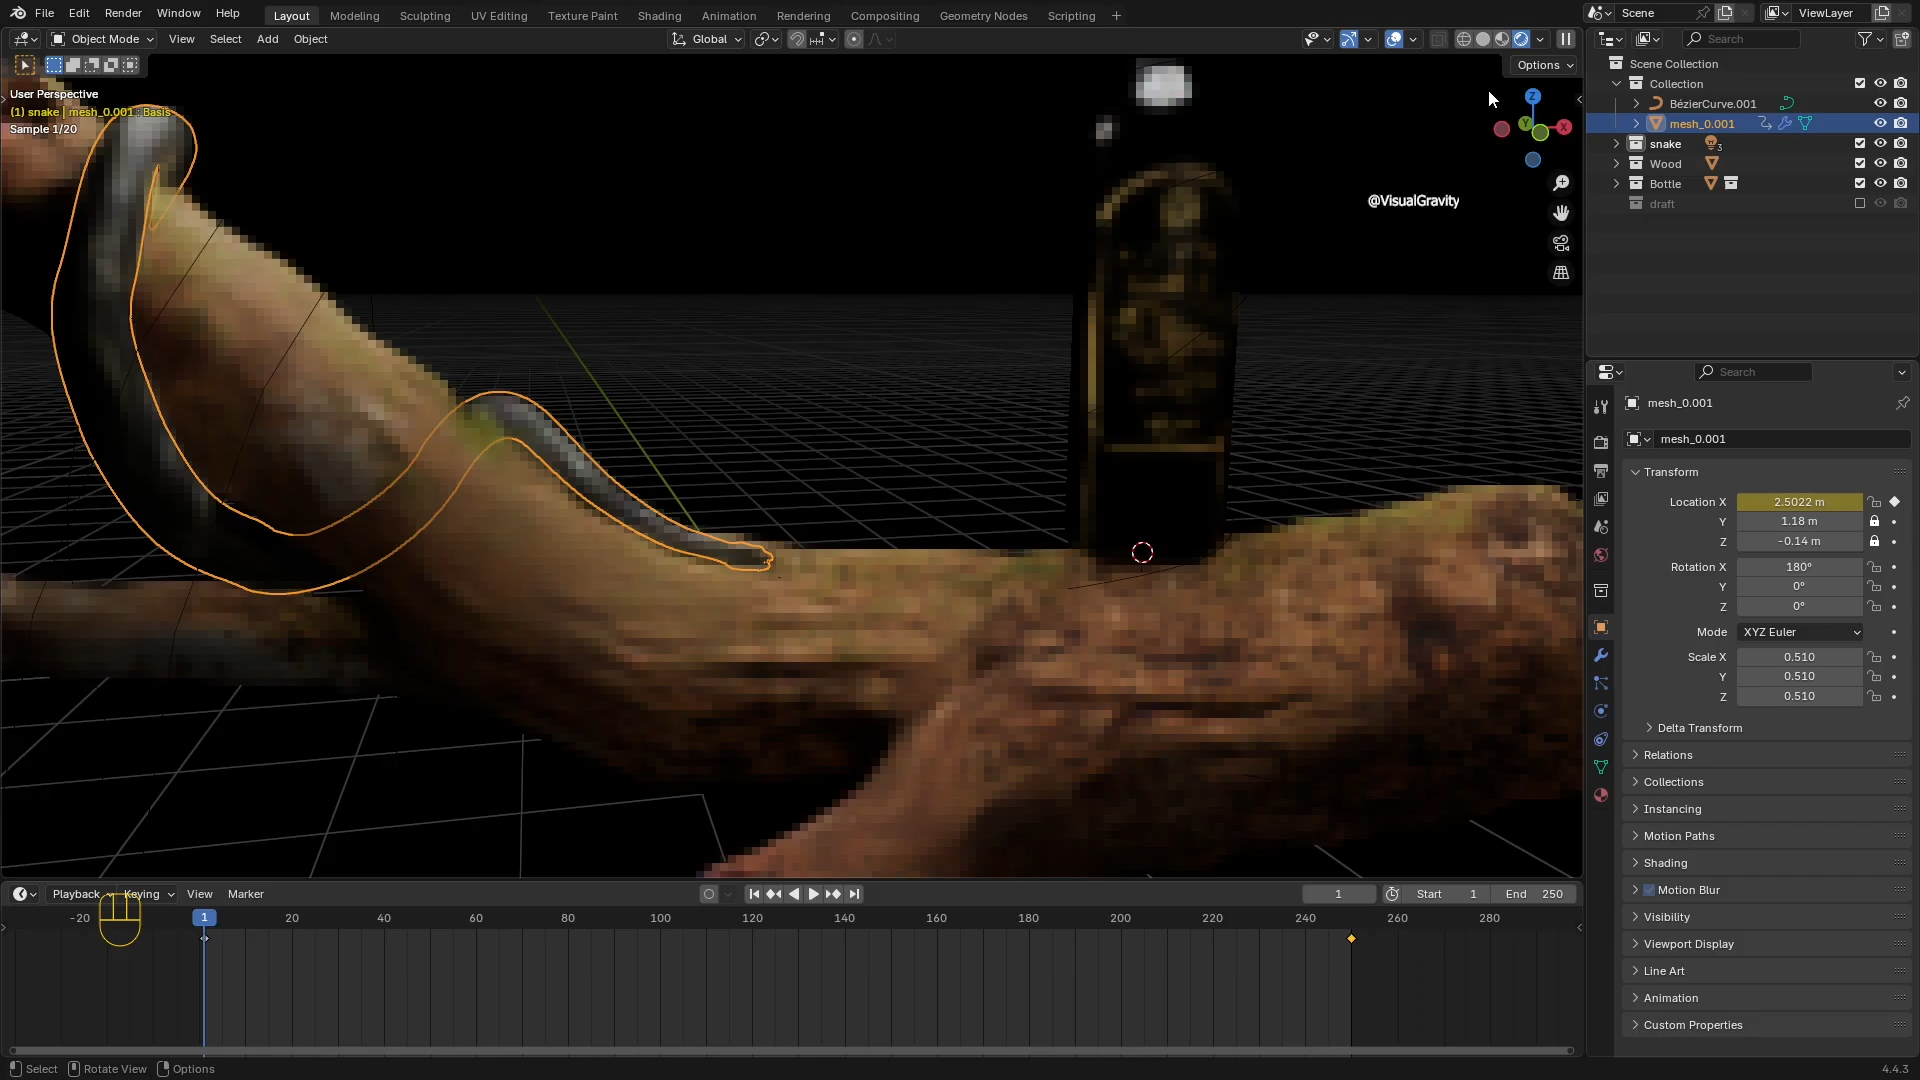 File Edit Render Window Help
Layout Modeling Sculpting UV Editing Texture Paint Shading Animation Rendering Compositing Geometry Nodes Scripting +
Scene ViewLayer
Object Mode View Select Add Object
Global
Search
Options
User Perspective
(1) snake | mesh_0.001 : Basis
Sample 1/20
Z
Y
X
@VisualGravity
Scene Collection
Collection
BézierCurve.001
mesh_0.001
snake 3
Wood
Bottle
draft
Search
mesh_0.001
mesh_0.001
Transform
Location X 2.5022 m
Y 1.18 m
Z -0.14 m
Rotation X 180°
Y 0°
Z 0°
Mode XYZ Euler
Scale X 0.510
Y 0.510
Z 0.510
Delta Transform
Relations
Collections
Instancing
Motion Paths
Shading
Motion Blur
Visibility
Viewport Display
Line Art
Animation
Custom Properties
Playback Keying View Marker
1 Start 1 End 250
-20 1 20 40 60 80 100 120 140 160 180 200 220 240 260 280
Select Rotate View Options
4.4.3